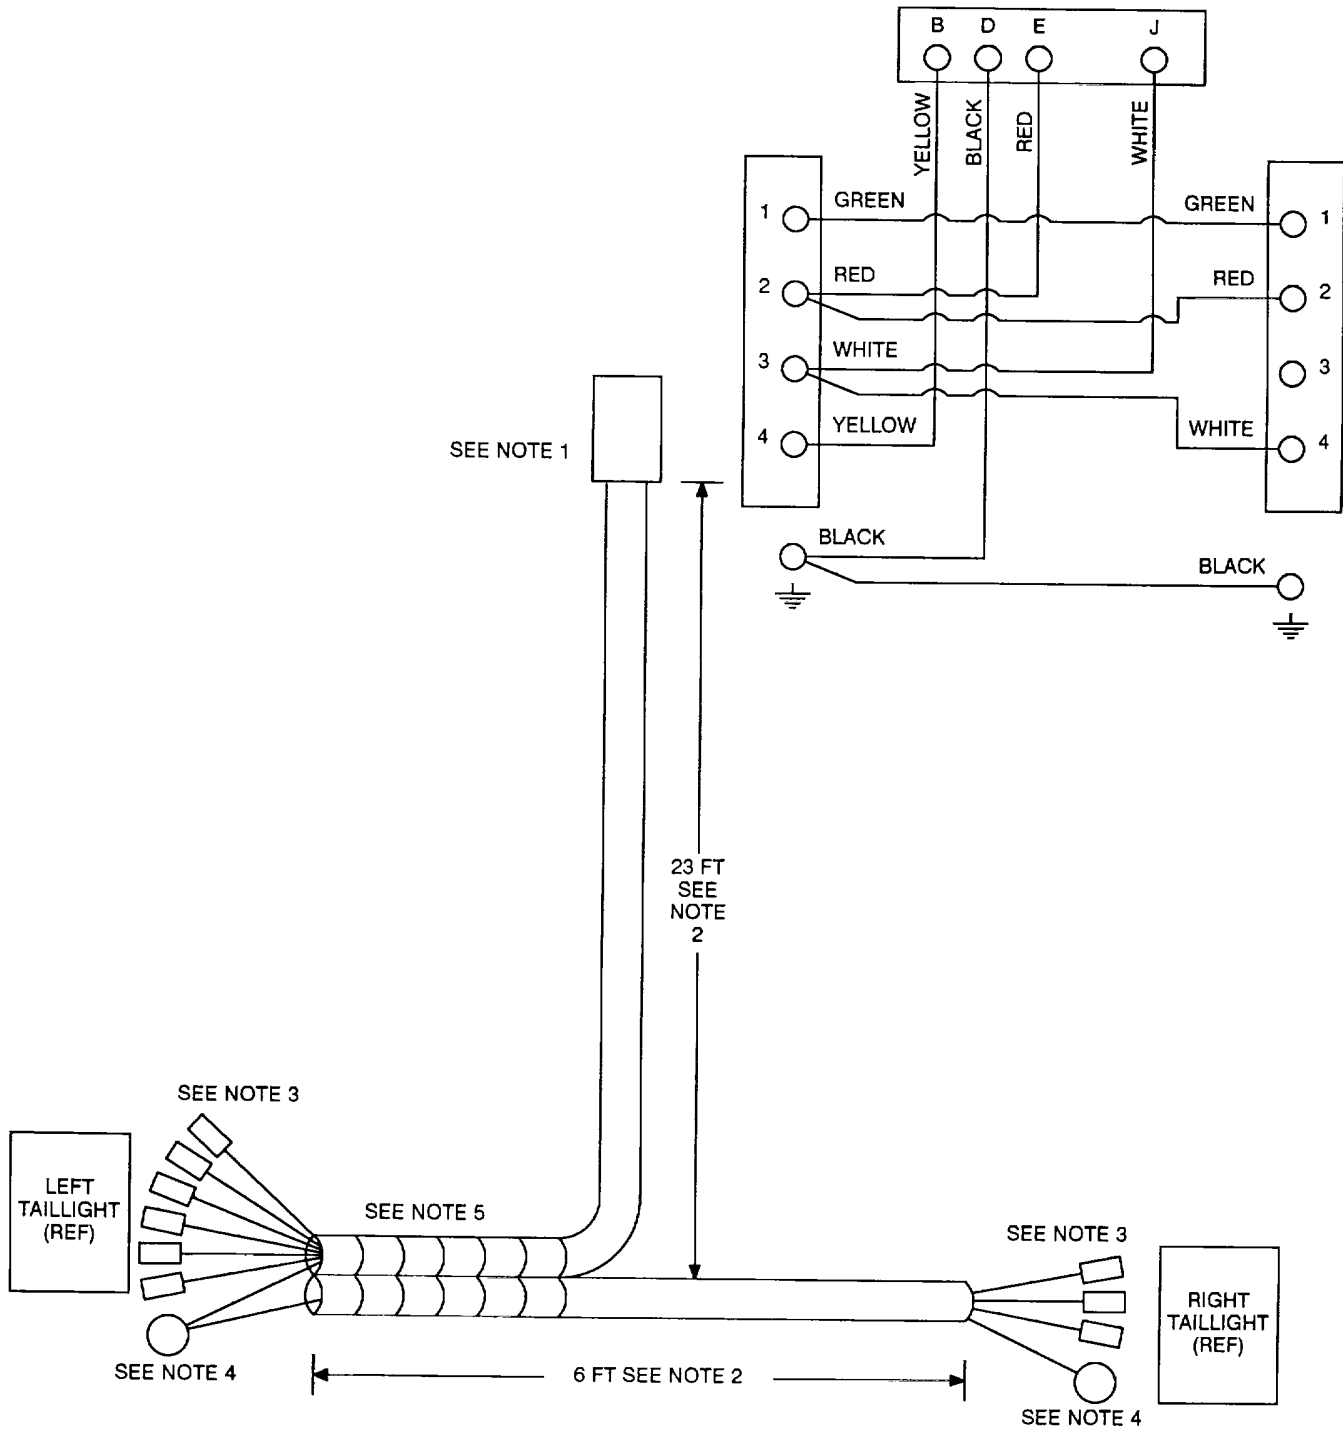 B D E J
YELLOW
BLACK
RED
WHITE
1 GREEN GREEN 1
2 RED RED 2
3 WHITE 3
4 YELLOW WHITE 4
BLACK
BLACK
SEE NOTE 1
23 FT
SEE
NOTE
2
SEE NOTE 3
LEFT
TAILLIGHT
(REF)
SEE NOTE 5
SEE NOTE 4
6 FT SEE NOTE 2
SEE NOTE 3
RIGHT
TAILLIGHT
(REF)
SEE NOTE 4